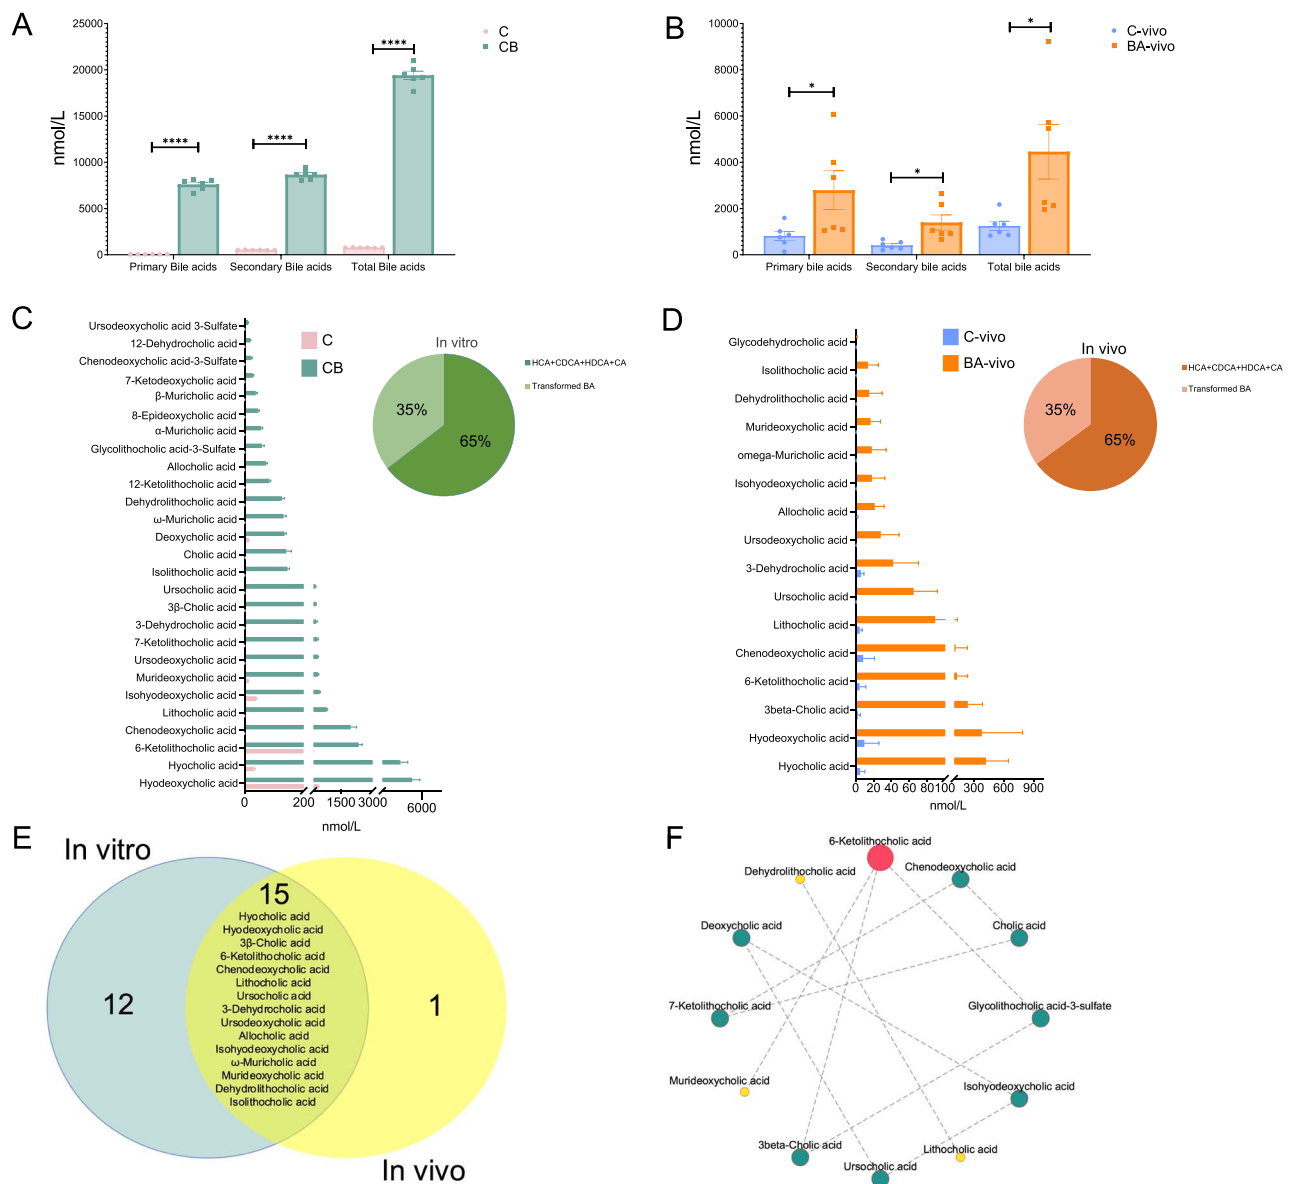 A
nmol/L
25000
20000
15000
10000
5000
0
****
****
****
C
CB
Primary Bile acids
Secondary Bile acids
Total Bile acids
B
nmol/L
10000
8000
6000
4000
2000
0
*
*
*
C-vivo
BA-vivo
Primary bile acids
Secondary bile acids
Total bile acids
C
Ursodeoxycholic acid 3-Sulfate
12-Dehydrocholic acid
Chenodeoxycholic acid-3-Sulfate
7-Ketodeoxycholic acid
β-Muricholic acid
8-Epideoxycholic acid
α-Muricholic acid
Glycolithocholic acid-3-Sulfate
Allocholic acid
12-Ketolithocholic acid
Dehydrolithocholic acid
ω-Muricholic acid
Deoxycholic acid
Cholic acid
Isolithocholic acid
Ursocholic acid
3β-Cholic acid
3-Dehydrocholic acid
7-Ketolithocholic acid
Ursodeoxycholic acid
Murideoxycholic acid
Isohyodeoxycholic acid
Lithocholic acid
Chenodeoxycholic acid
6-Ketolithocholic acid
Hyocholic acid
Hyodeoxycholic acid
0 200 1500 3000 6000
nmol/L
C
CB
In vitro
35%
65%
HCA+CDCA+HDCA+CA
Transformed BA
D
Glycodehydrocholic acid
Isolithocholic acid
Dehydrolithocholic acid
Murideoxycholic acid
omega-Muricholic acid
Isohyodeoxycholic acid
Allocholic acid
Ursodeoxycholic acid
3-Dehydrocholic acid
Ursocholic acid
Lithocholic acid
Chenodeoxycholic acid
6-Ketolithocholic acid
3beta-Cholic acid
Hyodeoxycholic acid
Hyocholic acid
0 20 40 60 80 100 300 600 900
nmol/L
C-vivo
BA-vivo
In vivo
35%
65%
HCA+CDCA+HDCA+CA
Transformed BA
E
In vitro
12
15
Hyocholic acid
Hyodeoxycholic acid
3β-Cholic acid
6-Ketolithocholic acid
Chenodeoxycholic acid
Lithocholic acid
Ursocholic acid
3-Dehydrocholic acid
Ursodeoxycholic acid
Allocholic acid
Isohyodeoxycholic acid
ω-Muricholic acid
Murideoxycholic acid
Dehydrolithocholic acid
Isolithocholic acid
1
In vivo
F
6-Ketolithocholic acid
Chenodeoxycholic acid
Dehydrolithocholic acid
Deoxycholic acid
Cholic acid
7-Ketolithocholic acid
Glycolithocholic acid-3-sulfate
Murideoxycholic acid
Isohyodeoxycholic acid
3beta-Cholic acid
Lithocholic acid
Ursocholic acid